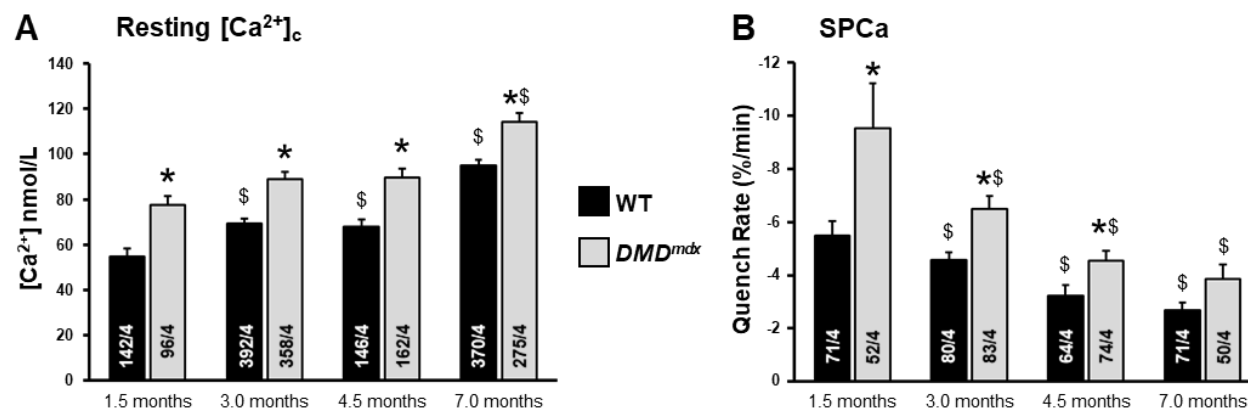 A Resting [Ca²⁺]c
[Ca²⁺] nmol/L
140
120
100
80
60
40
20
0
* $ * $ * $ *$
142/4 96/4 392/4 358/4 146/4 162/4 370/4 275/4
1.5 months 3.0 months 4.5 months 7.0 months
WT
DMDᵐᵈˣ
B SPCa
Quench Rate (%/min)
-12
-10
-8
-6
-4
-2
0
* $ *$ $ *$ $ $
71/4 52/4 80/4 83/4 64/4 74/4 71/4 50/4
1.5 months 3.0 months 4.5 months 7.0 months